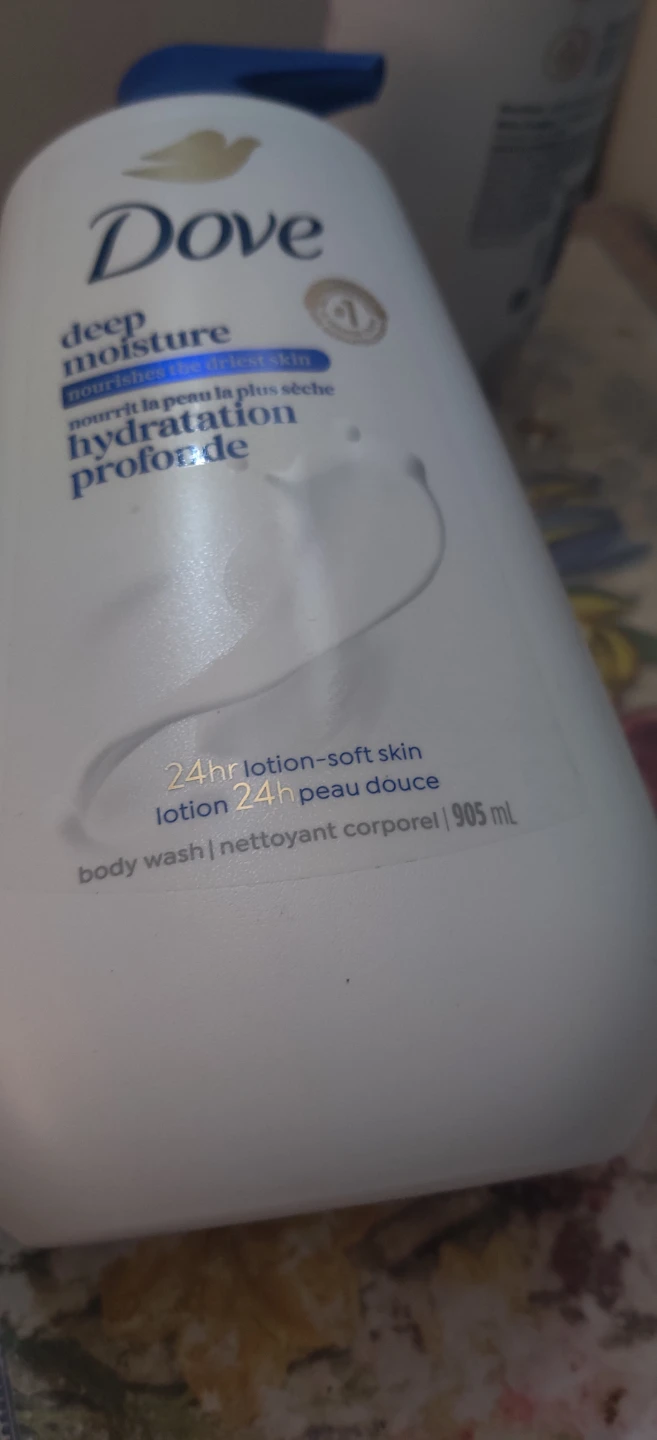 Dove
#1
deep
moisture
nourishes the driest skin
nourrit la peau la plus sèche
hydratation
profonde
24hr lotion-soft skin
lotion 24h peau douce
body wash | nettoyant corporel | 905 mL